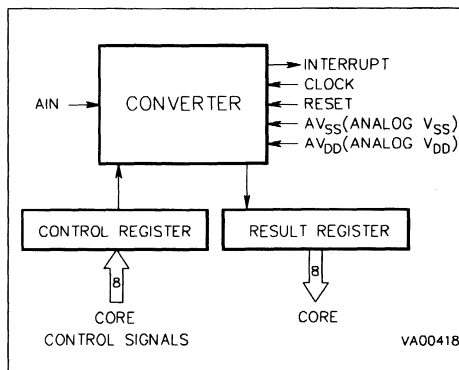 INTERRUPT
CLOCK
AIN
CONVERTER
RESET
AVSS(ANALOG VSS)
AVDD(ANALOG VDD)
CONTROL REGISTER
RESULT REGISTER
8
8
CORE
CONTROL SIGNALS
CORE
VA00418